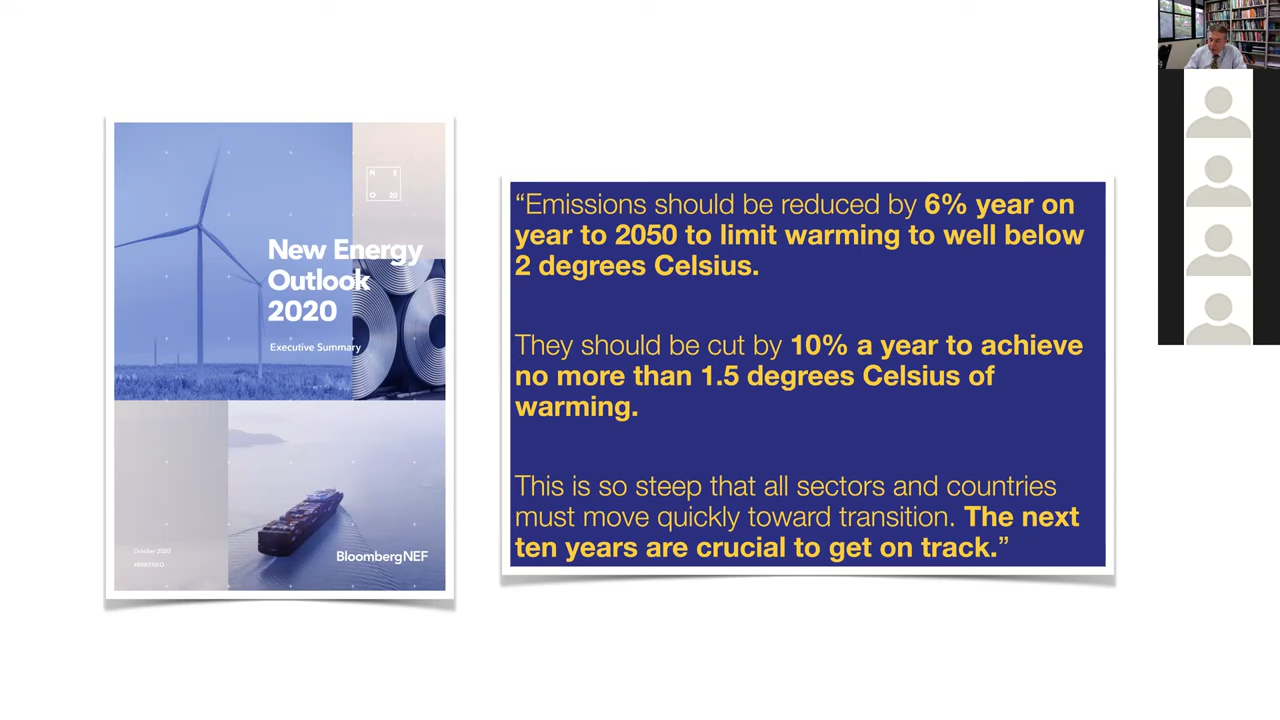 N E
O 20
New Energy
Outlook
2020
Executive Summary
October 2020
BloombergNEF
“Emissions should be reduced by 6% year on
year to 2050 to limit warming to well below
2 degrees Celsius.
They should be cut by 10% a year to achieve
no more than 1.5 degrees Celsius of
warming.
This is so steep that all sectors and countries
must move quickly toward transition. The next
ten years are crucial to get on track.”